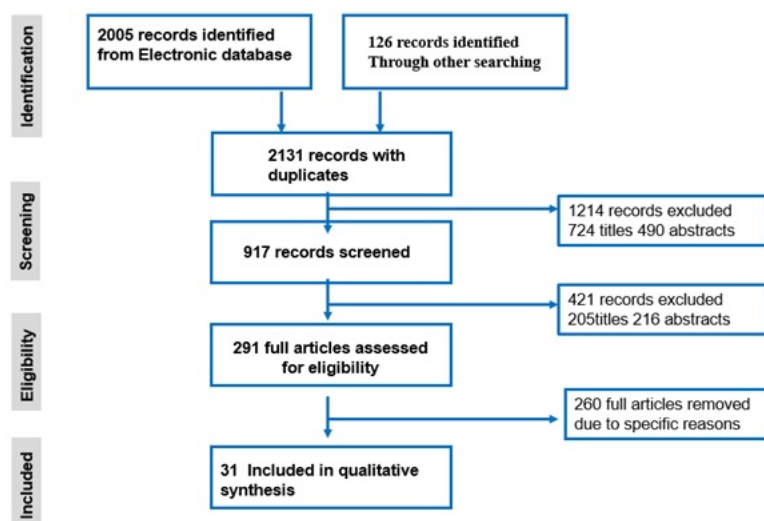 Identification
2005 records identified
from Electronic database
126 records identified
Through other searching
2131 records with
duplicates
Screening
1214 records excluded
724 titles 490 abstracts
917 records screened
421 records excluded
205titles 216 abstracts
Eligibility
291 full articles assessed
for eligibility
260 full articles removed
due to specific reasons
Included
31 Included in qualitative
synthesis